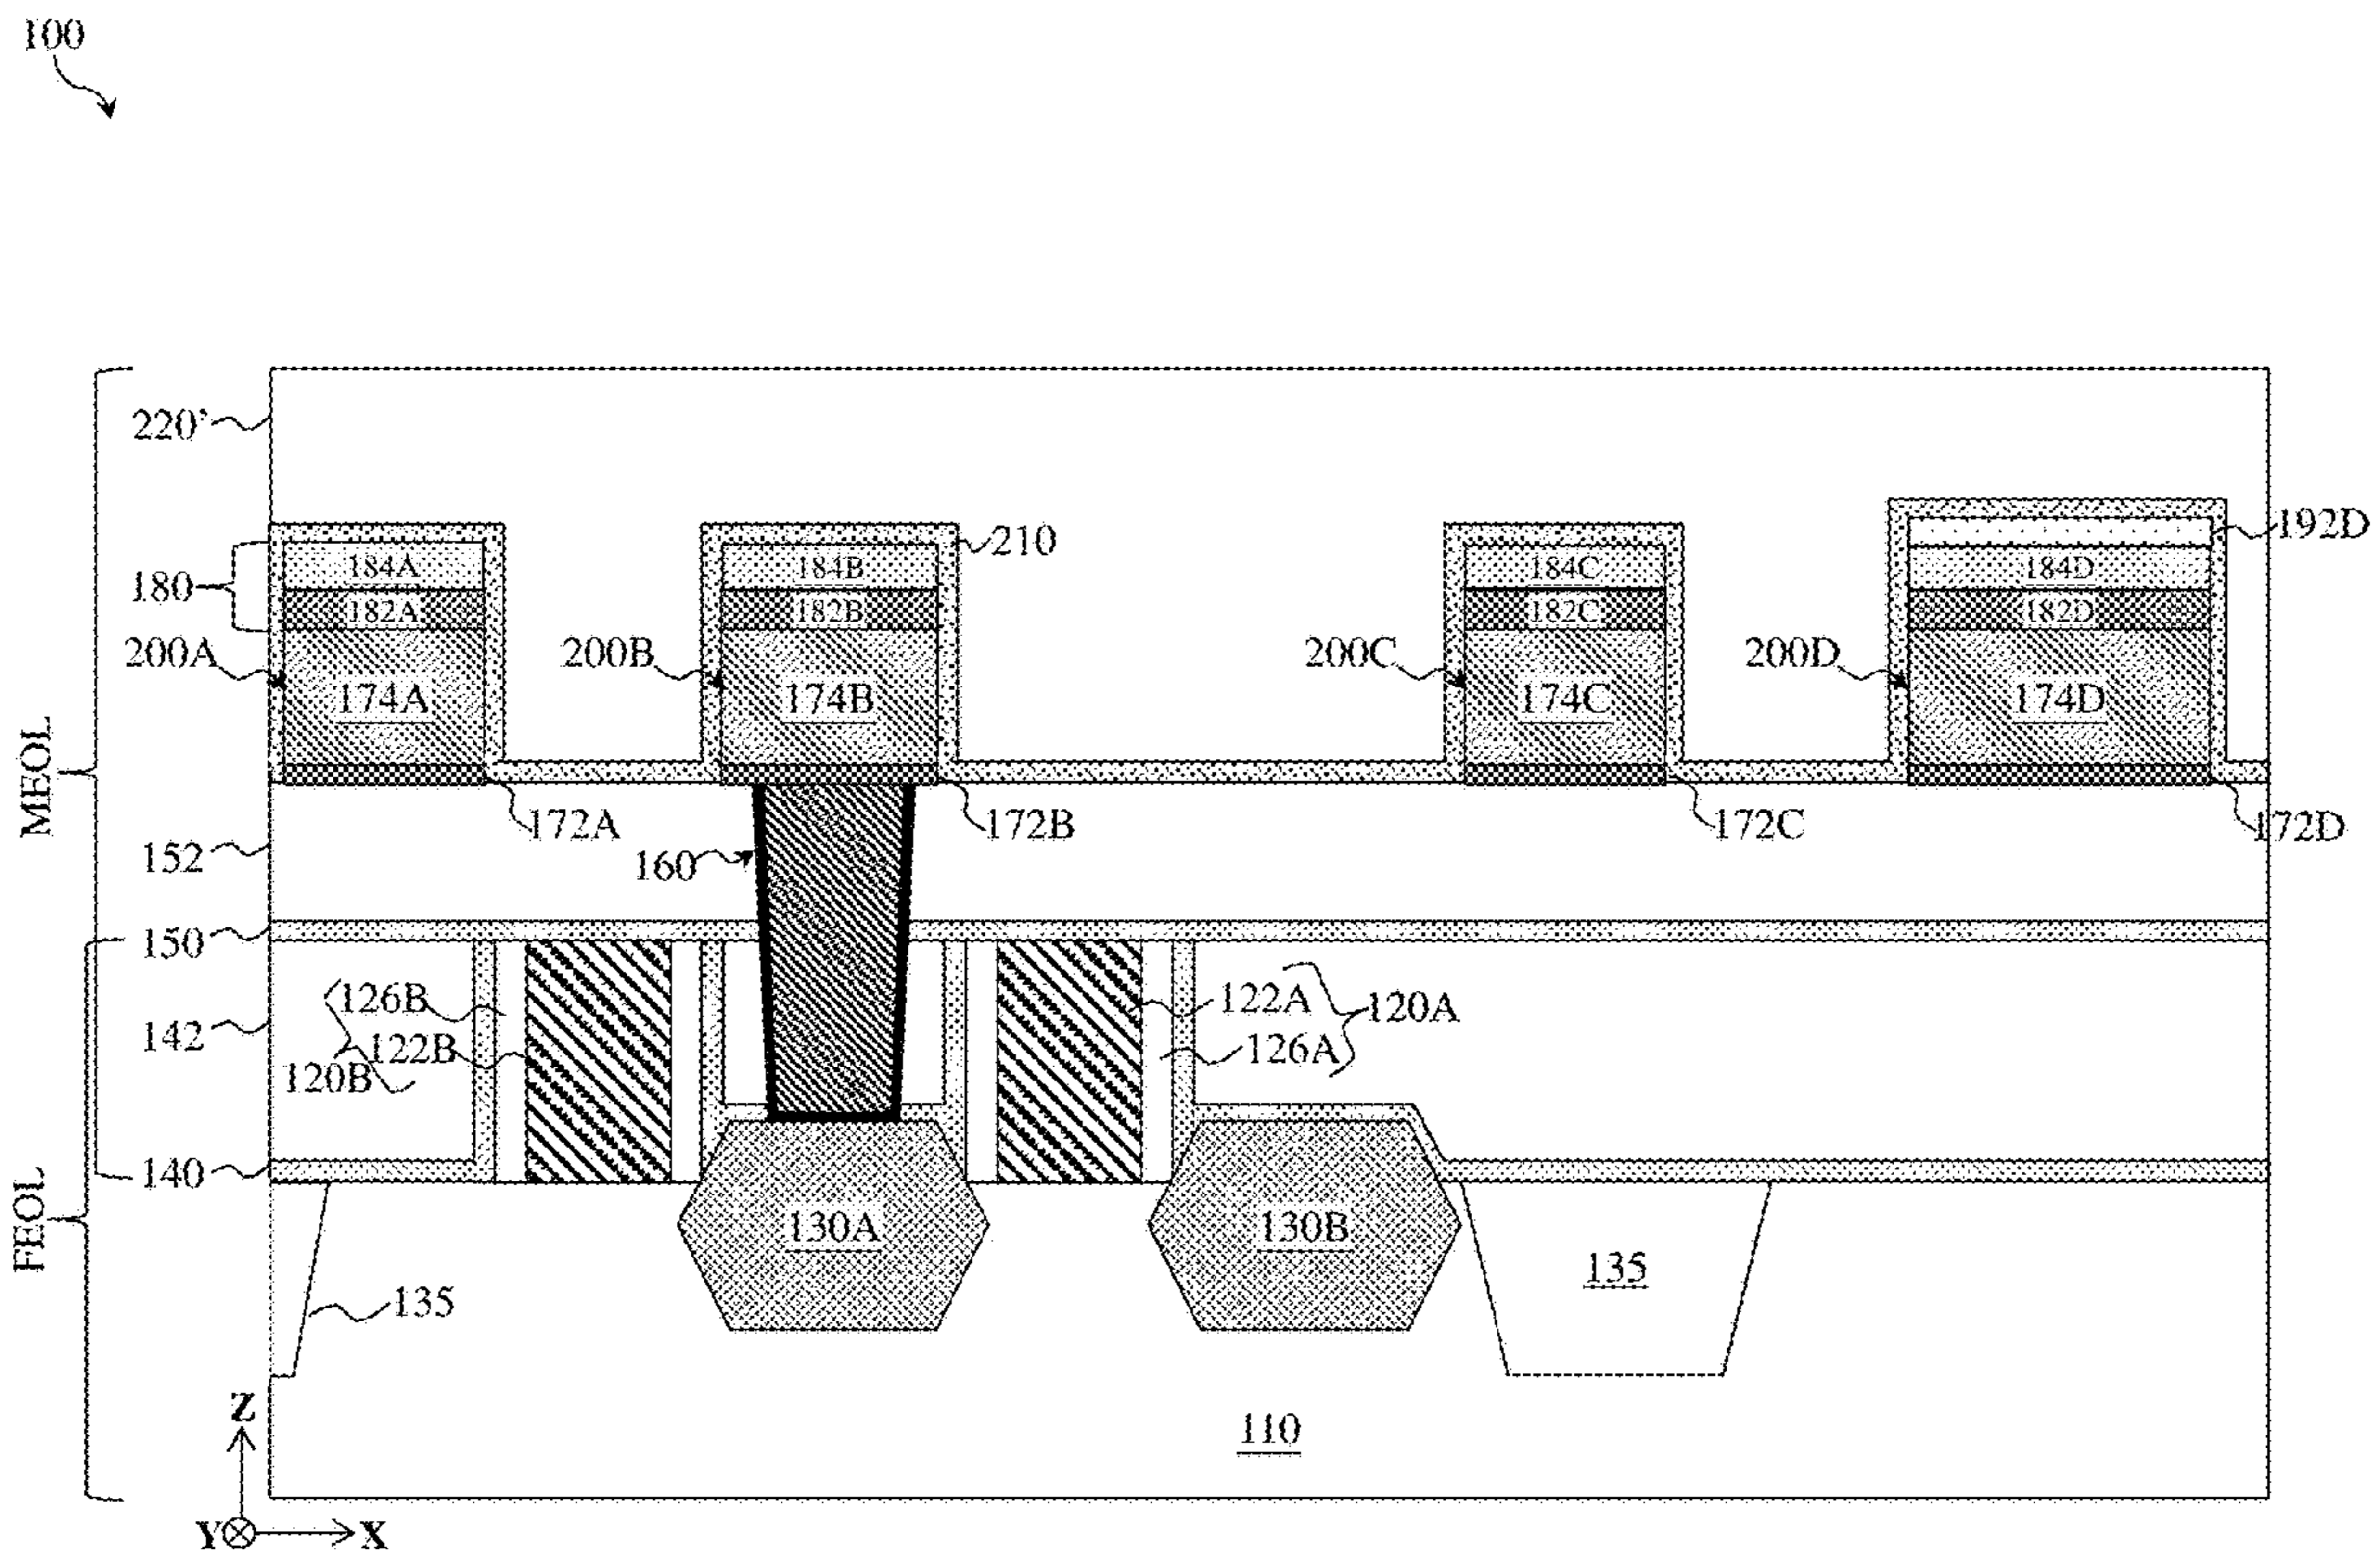 100
220’
210
192D
180
184A
184B
184C
184D
182A
182B
182C
182D
200A
200B
200C
200D
174A
174B
174C
174D
MEOL
172A
172B
172C
172D
152
160
150
126B
122A
120A
142
122B
126A
120B
140
FEOL
130A
130B
135
135
110
Z
Y
X